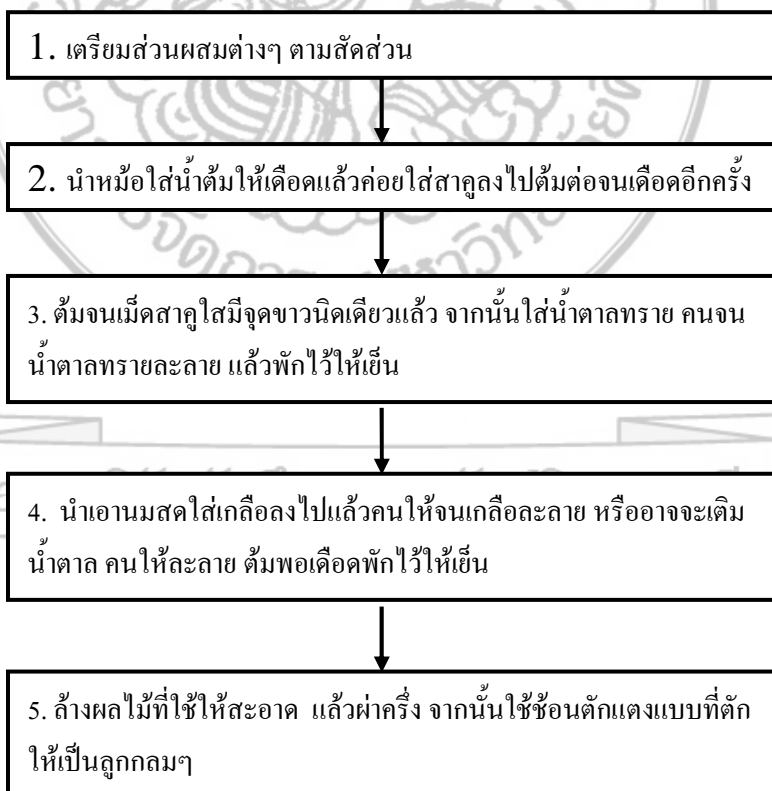 1. เตรียมส่วนผสมต่างๆ ตามสัดส่วน
2. นำหม้อใส่น้ำต้มให้เดือดแล้วค่อยใส่สาคูลงไปต้มต่อจนเดือดอีกครั้ง
3. ต้มจนเม็ดสาคูใสมีจุดขาวนิดเดียวแล้ว จากนั้นใส่น้ำตาลทราย คนจน
น้ำตาลทรายละลาย แล้วพักไว้ให้เย็น
4. นำเอานมสดใส่เกลือลงไปแล้วคนให้จนเกลือละลาย หรืออาจจะเติม
น้ำตาล คนให้ละลาย ต้มพอเดือดพักไว้ให้เย็น
5. ล้างผลไม้ที่ใช้ให้สะอาด แล้วผ่าครึ่ง จากนั้นใช้ช้อนตักแตงแบบที่ตัก
ให้เป็นลูกกลมๆ